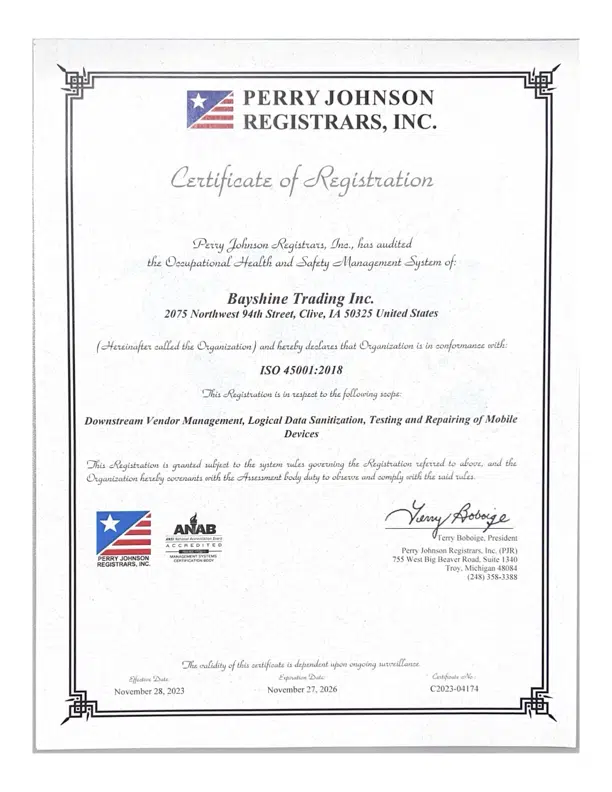 PERRY JOHNSON
REGISTRARS, INC.
Certificate of Registration
Perry Johnson Registrars, Inc., has audited
the Occupational Health and Safety Management System of:
Bayshine Trading Inc.
2075 Northwest 94th Street, Clive, IA 50325 United States
(Hereinafter called the Organization) and hereby declares that Organization is in conformance with:
ISO 45001:2018
This Registration is in respect to the following scope:
Downstream Vendor Management, Logical Data Sanitization, Testing and Repairing of Mobile
Devices
This Registration is granted subject to the system rules governing the Registration referred to above, and the
Organization hereby covenants with the Assessment body duty to observe and comply with the said rules.
PERRY JOHNSON
REGISTRARS, INC.
ANAB
ANSI National Accreditation Board
ACCREDITED
MANAGEMENT SYSTEMS
CERTIFICATION BODY
Terry Boboige
Terry Boboige, President
Perry Johnson Registrars, Inc. (PJR)
755 West Big Beaver Road, Suite 1340
Troy, Michigan 48084
(248) 358-3388
The validity of this certificate is dependent upon ongoing surveillance.
Effective Date:
November 28, 2023
Expiration Date:
November 27, 2026
Certificate No.:
C2023-04174